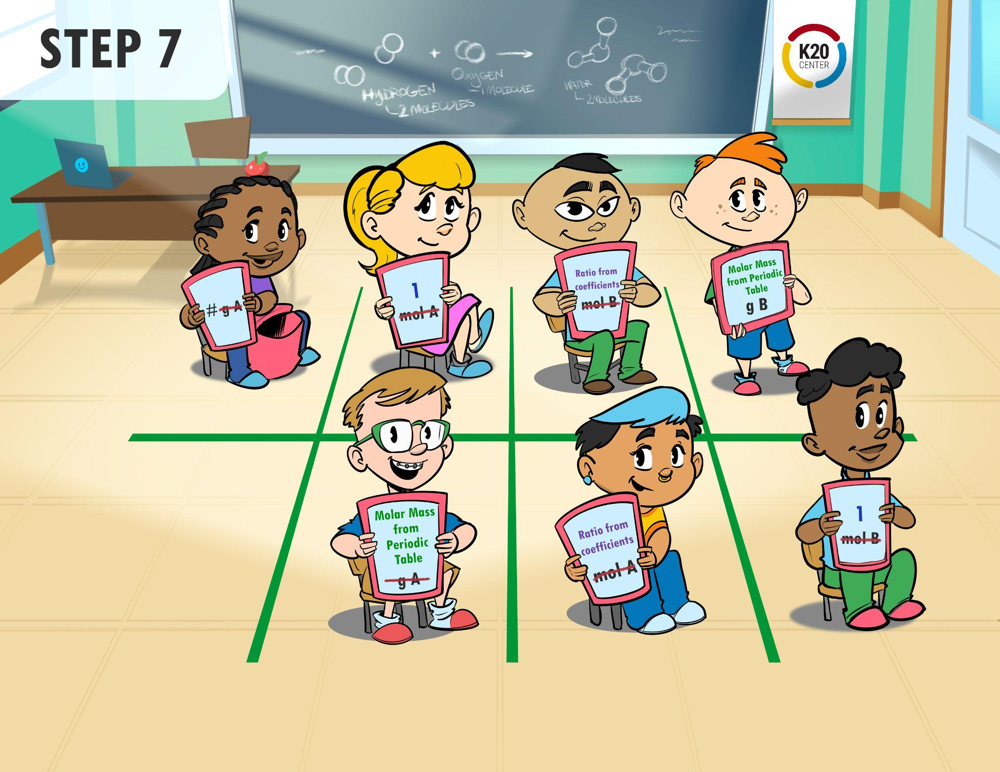 STEP 7
K20
CENTER
+
HYDROGEN
2 MOLECULES
OXYGEN
1 MOLECULE
WATER
2 MOLECULES
# g A
1
mol A
Ratio from
coefficients
mol B
Molar Mass
from Periodic
Table
g B
Molar Mass
from
Periodic
Table
g A
Ratio from
coefficients
mol A
1
mol B